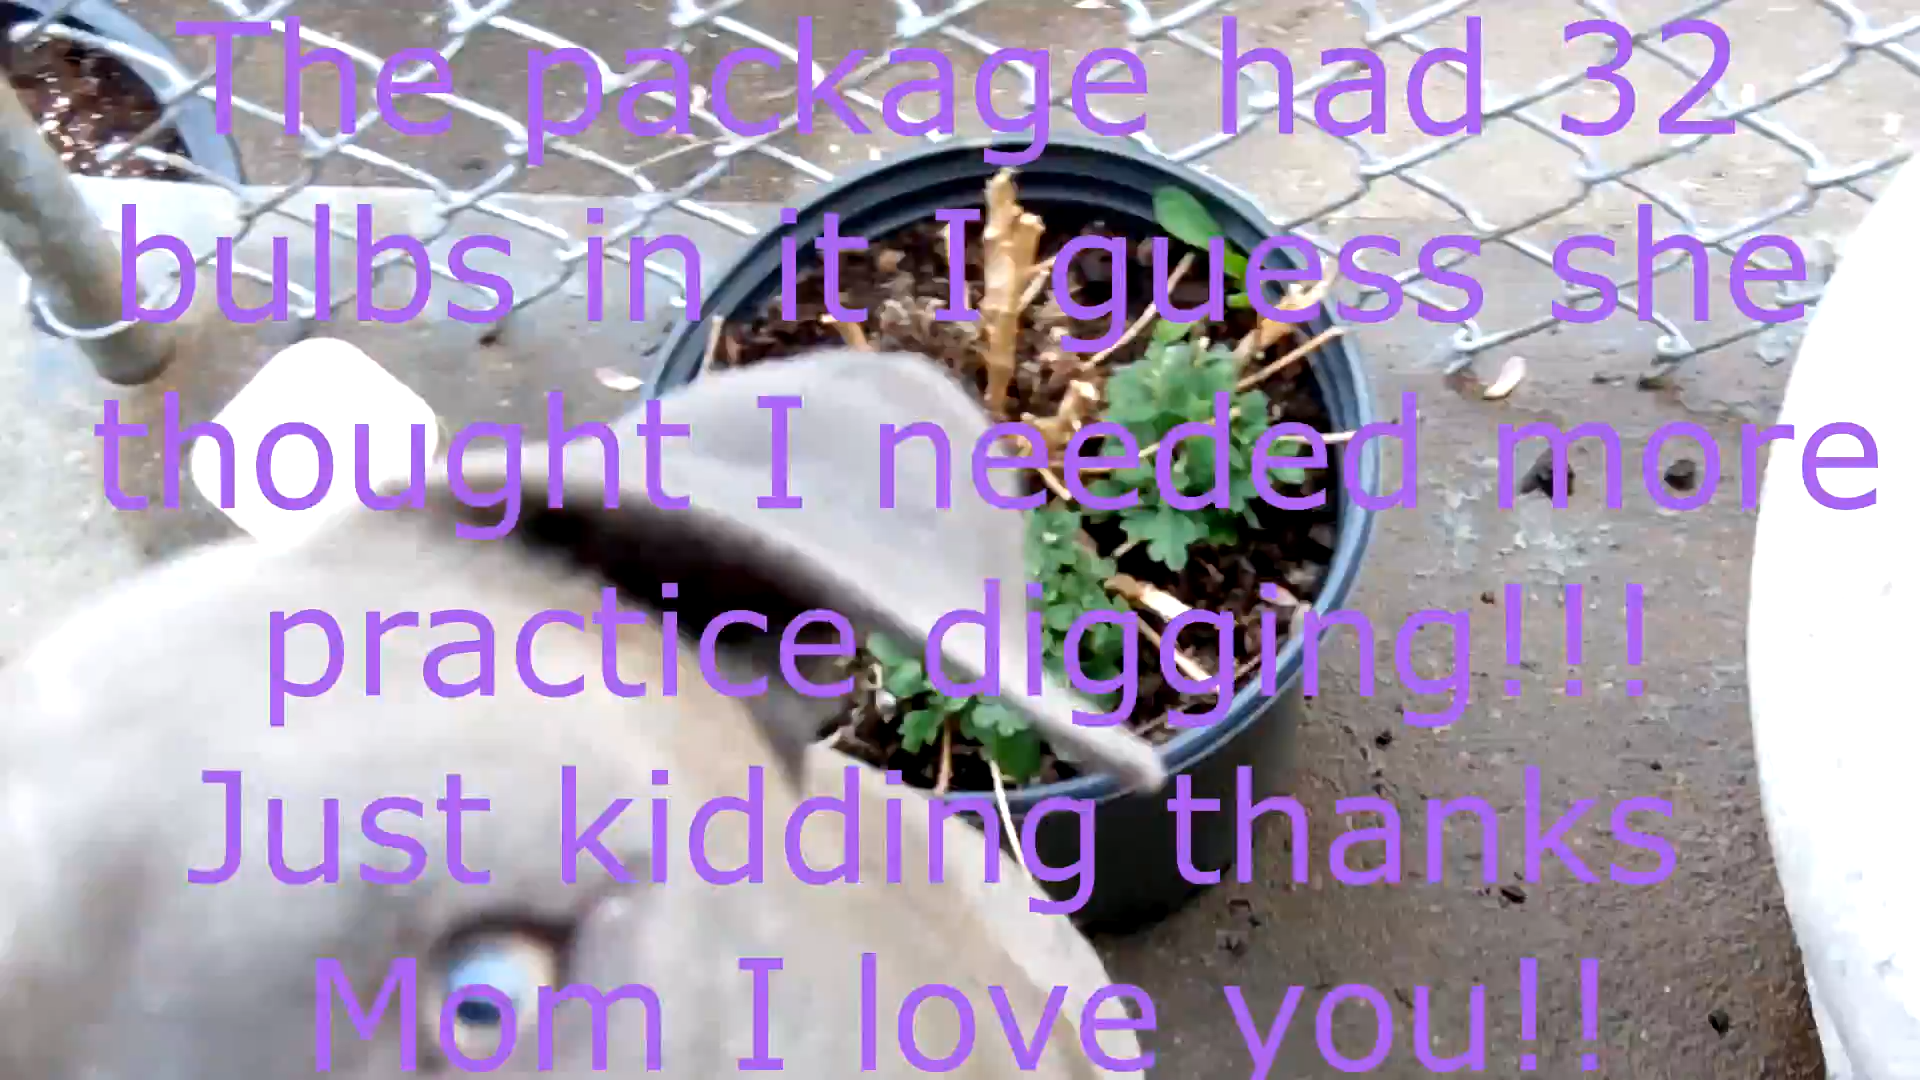 The package had 32
bulbs in it I guess she
thought I needed more
practice digging!!!
Just kidding thanks
Mom I love you!!